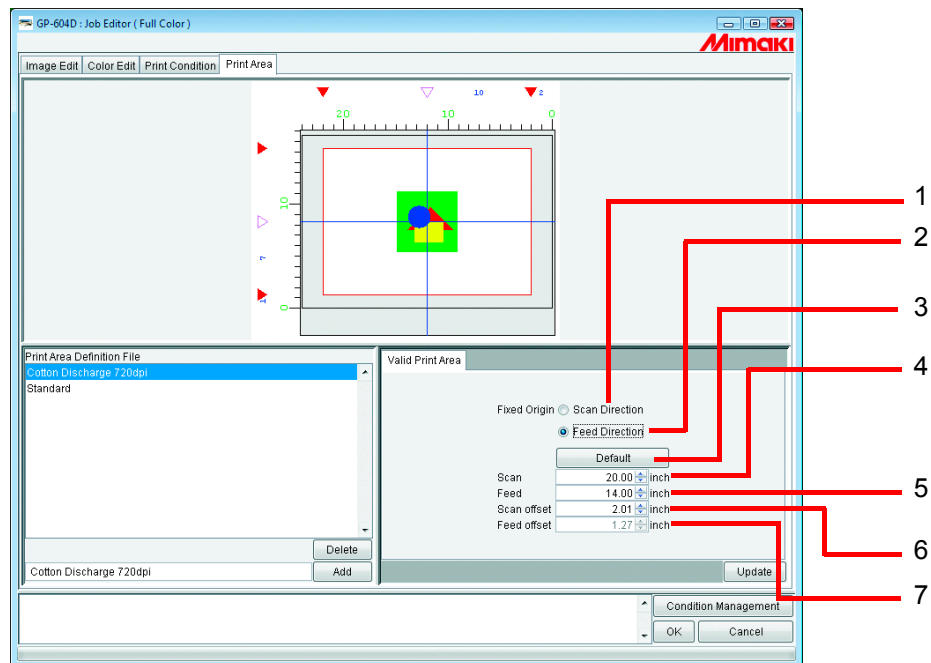 GP-604D : Job Editor ( Full Color )
Mimaki
Image Edit Color Edit Print Condition Print Area
10 2
20 10 0
10
7
1
0
1
2
3
4
5
6
7
Print Area Definition File
Cotton Discharge 720dpi
Standard
Delete
Cotton Discharge 720dpi Add
Valid Print Area
Fixed Origin Scan Direction
Feed Direction
Default
Scan 20.00 inch
Feed 14.00 inch
Scan offset 2.01 inch
Feed offset 1.27 inch
Update
Condition Management
OK Cancel